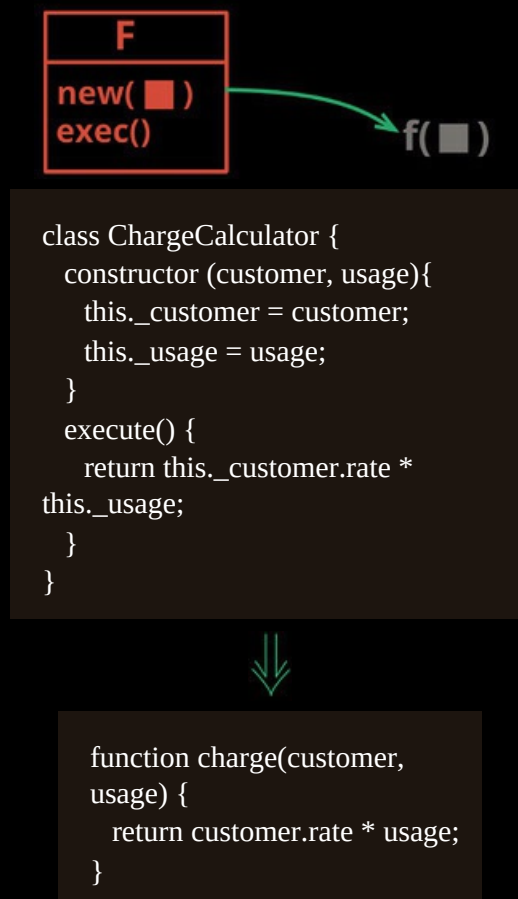 F
new( ■ )
exec()
f( ■ )
class ChargeCalculator {
constructor (customer, usage){
this._customer = customer;
this._usage = usage;
}
execute() {
return this._customer.rate *
this._usage;
}
}
function charge(customer,
usage) {
return customer.rate * usage;
}